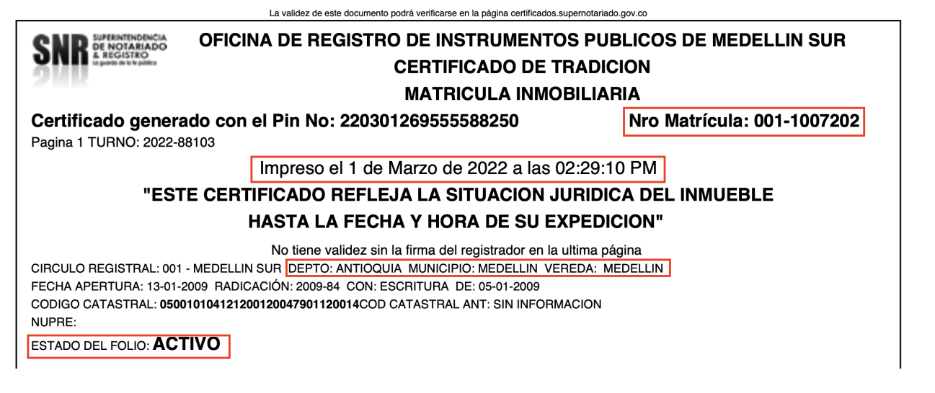 La validez de este documento podrá verificarse en la página certificados.supernotariado.gov.co
SNR SUPERINTENDENCIA
DE NOTARIADO
& REGISTRO
La guarda de la fe pública
OFICINA DE REGISTRO DE INSTRUMENTOS PUBLICOS DE MEDELLIN SUR
CERTIFICADO DE TRADICION
MATRICULA INMOBILIARIA
Certificado generado con el Pin No: 220301269555588250
Nro Matrícula: 001-1007202
Pagina 1 TURNO: 2022-88103
Impreso el 1 de Marzo de 2022 a las 02:29:10 PM
"ESTE CERTIFICADO REFLEJA LA SITUACION JURIDICA DEL INMUEBLE
HASTA LA FECHA Y HORA DE SU EXPEDICION"
No tiene validez sin la firma del registrador en la ultima página
CIRCULO REGISTRAL: 001 - MEDELLIN SUR DEPTO: ANTIOQUIA MUNICIPIO: MEDELLIN VEREDA: MEDELLIN
FECHA APERTURA: 13-01-2009 RADICACIÓN: 2009-84 CON: ESCRITURA DE: 05-01-2009
CODIGO CATASTRAL: 050010104121200120047901120014COD CATASTRAL ANT: SIN INFORMACION
NUPRE:
ESTADO DEL FOLIO: ACTIVO